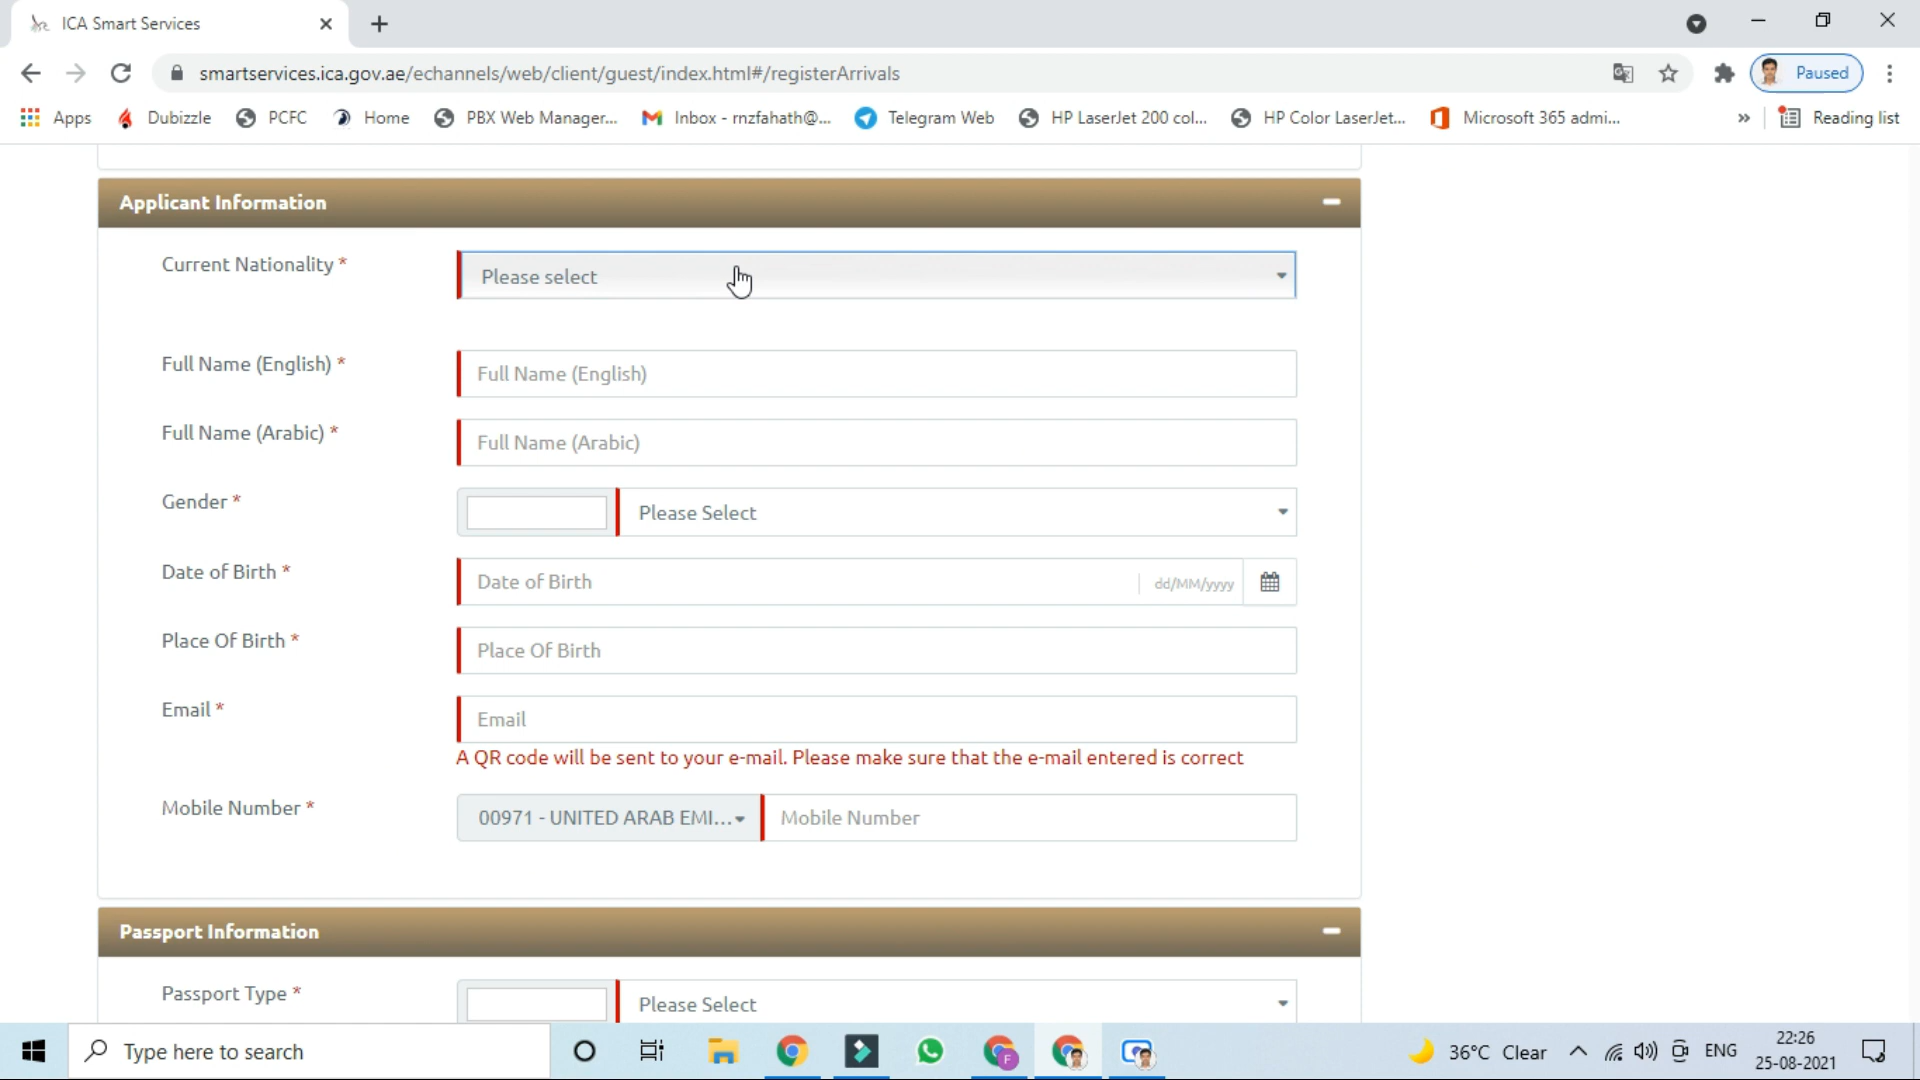 ICA Smart Services
smartservices.ica.gov.ae/echannels/web/client/guest/index.html#/registerArrivals
Paused
Apps Dubizzle PCFC Home PBX Web Manager... Inbox - rnzfahath@... Telegram Web HP LaserJet 200 col... HP Color LaserJet... Microsoft 365 admi... » Reading list
Applicant Information
Current Nationality * Please select
Full Name (English) * Full Name (English)
Full Name (Arabic) * Full Name (Arabic)
Gender * Please Select
Date of Birth * Date of Birth dd/MM/yyyy
Place Of Birth * Place Of Birth
Email * Email
A QR code will be sent to your e-mail. Please make sure that the e-mail entered is correct
Mobile Number * 00971 - UNITED ARAB EMI... Mobile Number
Passport Information
Passport Type * Please Select
Type here to search
F
36°C Clear
ENG
22:26
25-08-2021